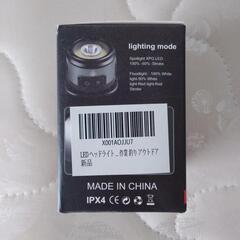 lighting mode
Spotlight XPG LED
100% -50% -Strobe
Floodlight : 100% White
light-50% White
light-Red light-Red
Strobe
X001AOJJU7
LEDヘッドライト _ 作業 釣り アウトドア
新品
MADE IN CHINA
IPX4